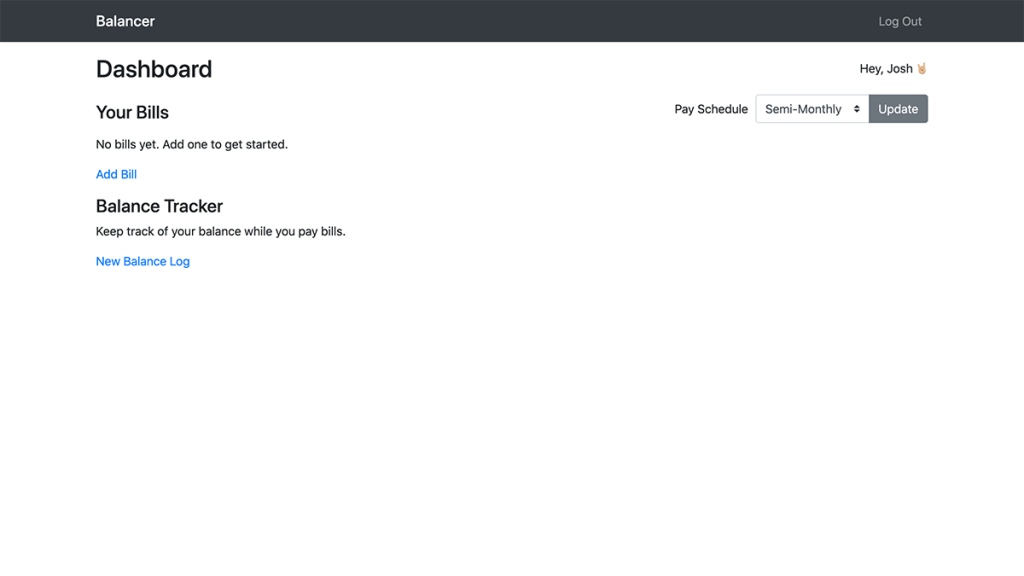 Balancer
Log Out
Dashboard
Hey, Josh 🤘🏼
Your Bills
Pay Schedule
Semi-Monthly
Update
No bills yet. Add one to get started.
Add Bill
Balance Tracker
Keep track of your balance while you pay bills.
New Balance Log